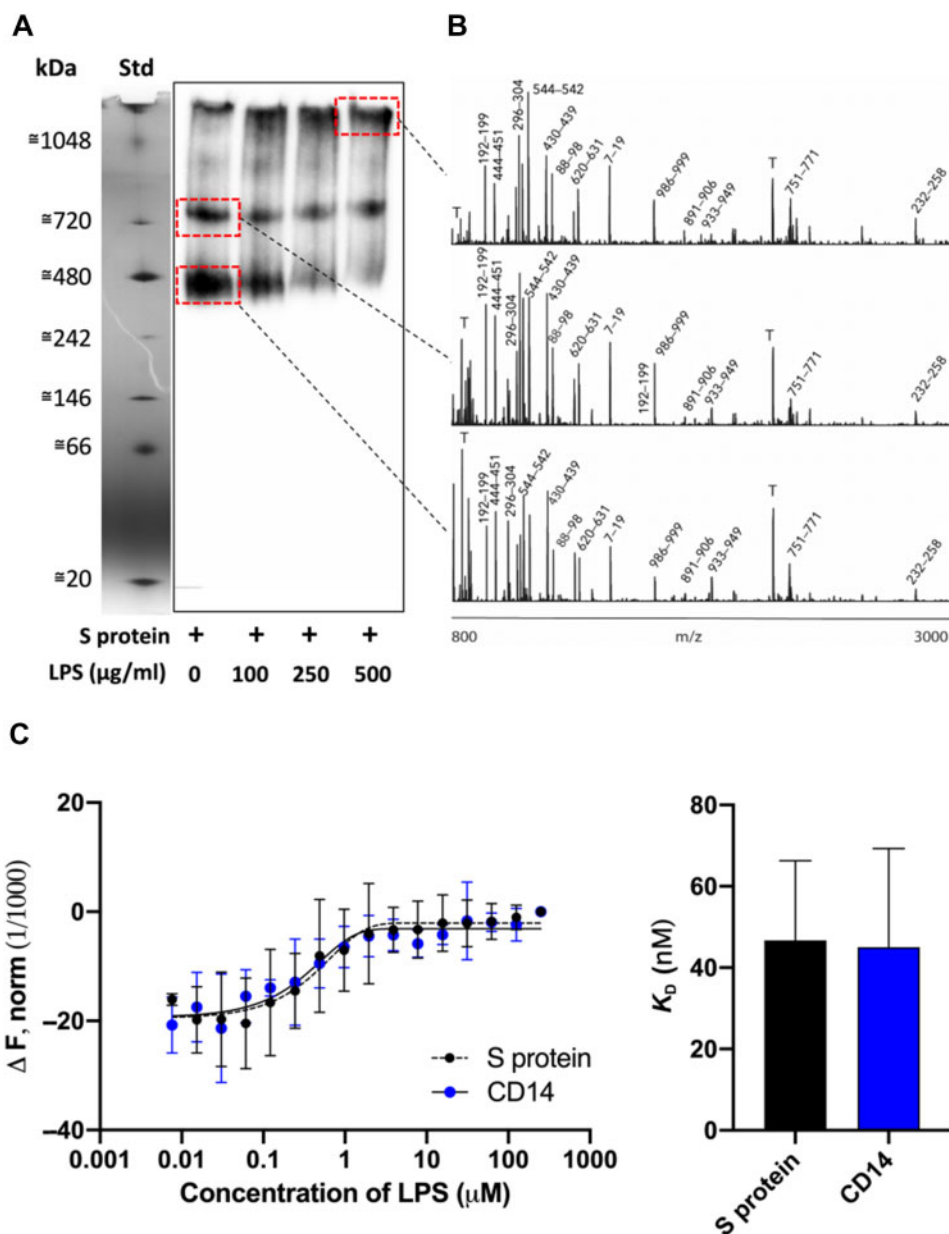 A
kDa Std
≅1048
≅720
≅480
≅242
≅146
≅66
≅20
S protein + + + +
LPS (μg/ml) 0 100 250 500
B
192–199
444–451
296–304
544–542
430–439
88–98
620–631
7–19
986–999
891–906
933–949
T
751–771
232–258
T
T
192–199
444–451
296–304
544–542
430–439
88–98
620–631
7–19
192–199
986–999
891–906
933–949
T
751–771
232–258
T
192–199
444–451
296–304
544–542
430–439
88–98
620–631
7–19
986–999
891–906
933–949
T
751–771
232–258
800 m/z 3000
C
Δ F, norm (1/1000)
20
0
–20
–40
S protein
CD14
0.001 0.01 0.1 1 10 100 1000
Concentration of LPS (μM)
KD (nM)
80
60
40
20
0
S protein
CD14